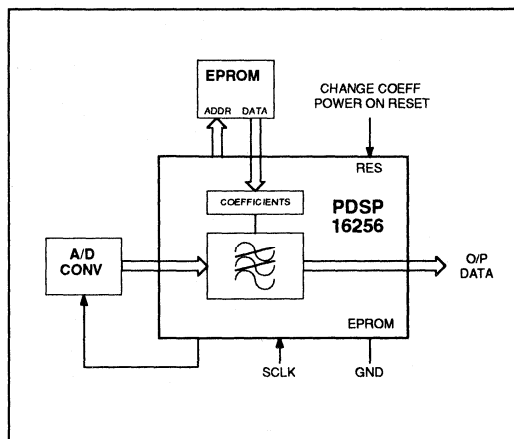 EPROM
ADDR DATA
CHANGE COEFF
POWER ON RESET
RES
COEFFICIENTS
PDSP
16256
A/D
CONV
O/P
DATA
EPROM
SCLK
GND